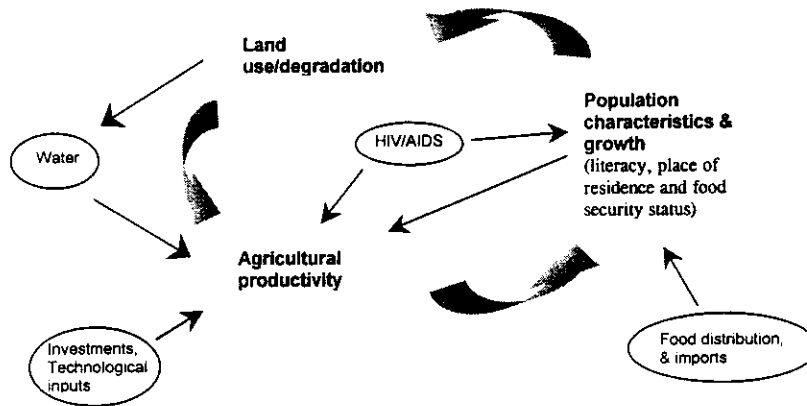 Land
use/degradation
Population
characteristics &
growth
(literacy, place of
residence and food
security status)
HIV/AIDS
Water
Agricultural
productivity
Investments,
Technological
inputs
Food distribution,
& imports